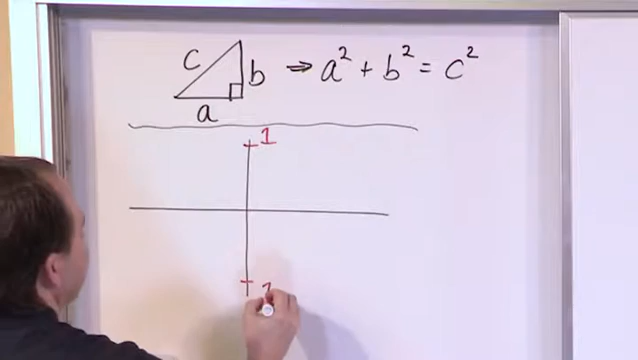 c
b
a
⇒ a² + b² = c²
1